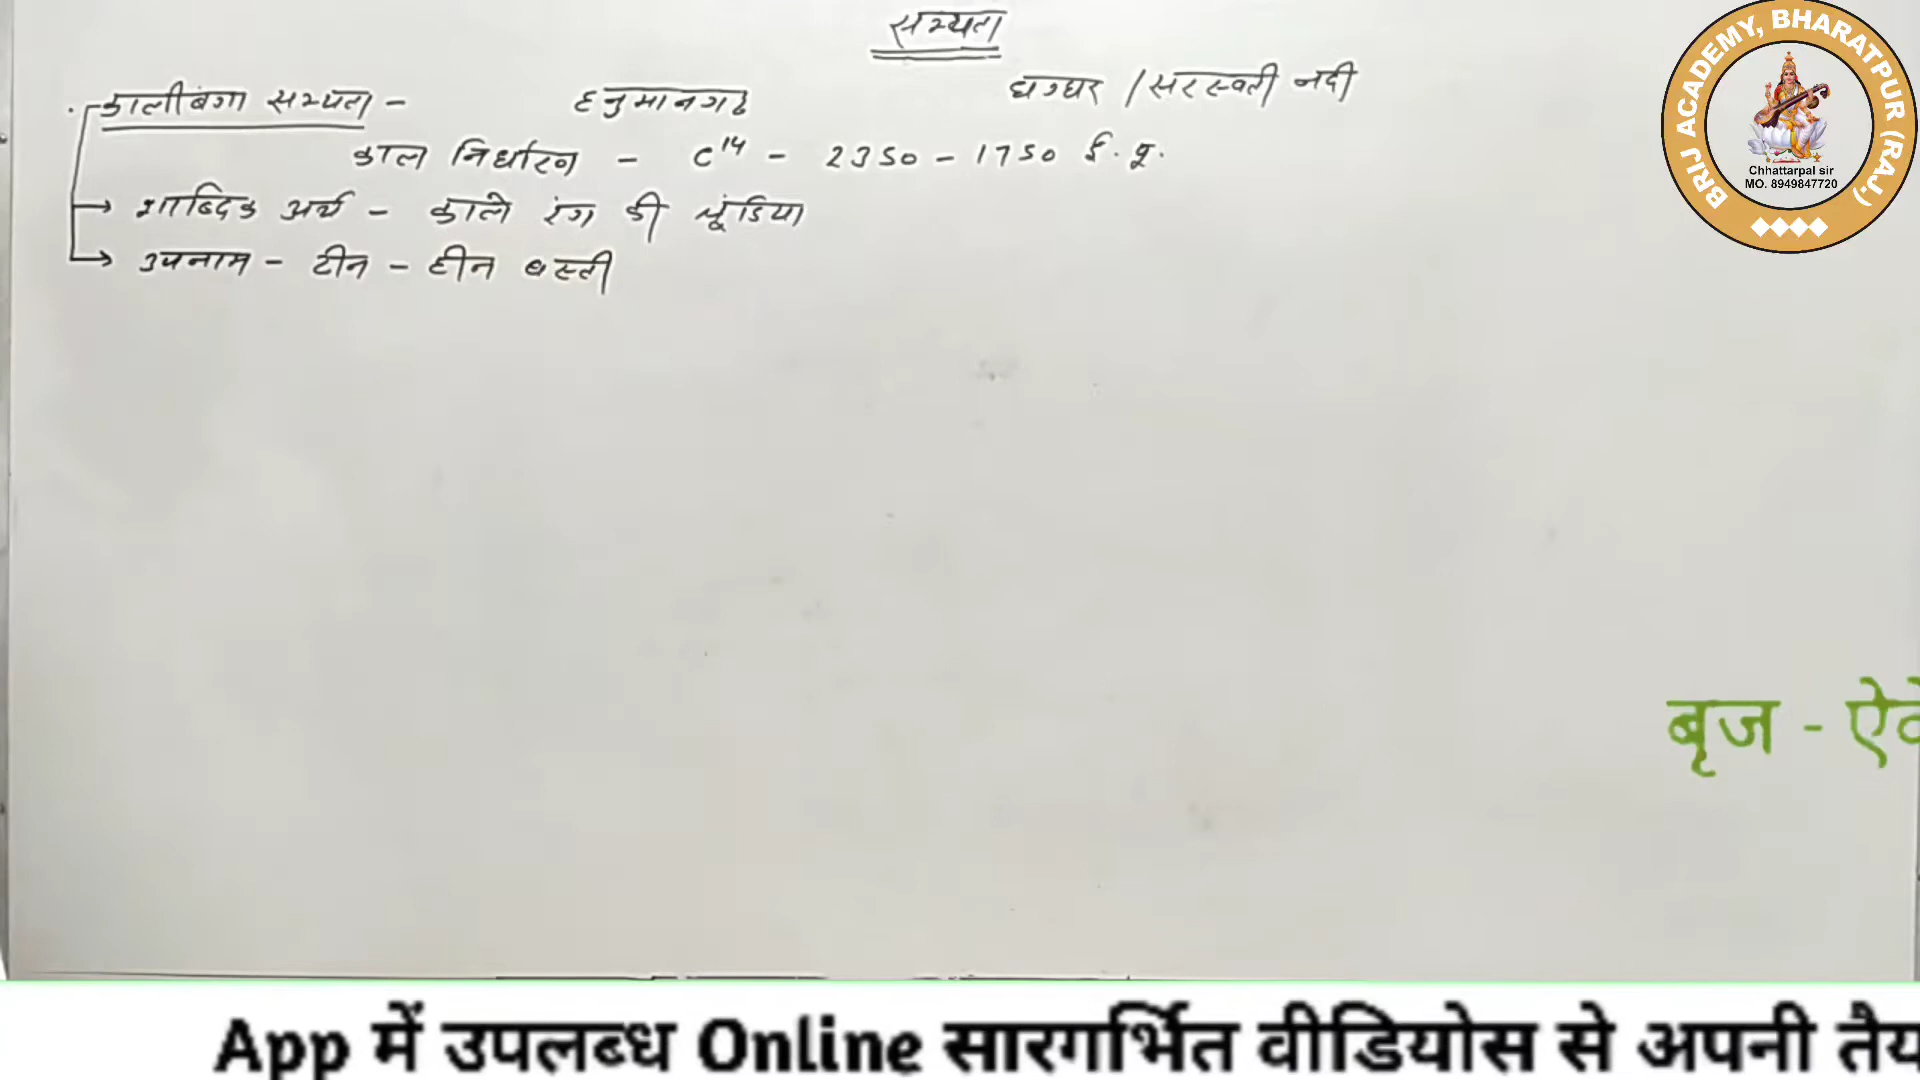 सभ्यता
कालीबंगा सभ्यता - हनुमानगढ घग्घर / सरस्वती नदी
काल निर्धारण - C¹⁴ - 2350 - 1750 ई. पू.
शाब्दिक अर्थ - काले रंग की चूडिया
उपनाम - दीन - हीन बस्ती
BRIJ ACADEMY, BHARATPUR (RAJ.)
Chhattarpal sir
MO. 8949847720
बृज -
App में उपलब्ध Online सारगर्भित वीडियोस से अपनी